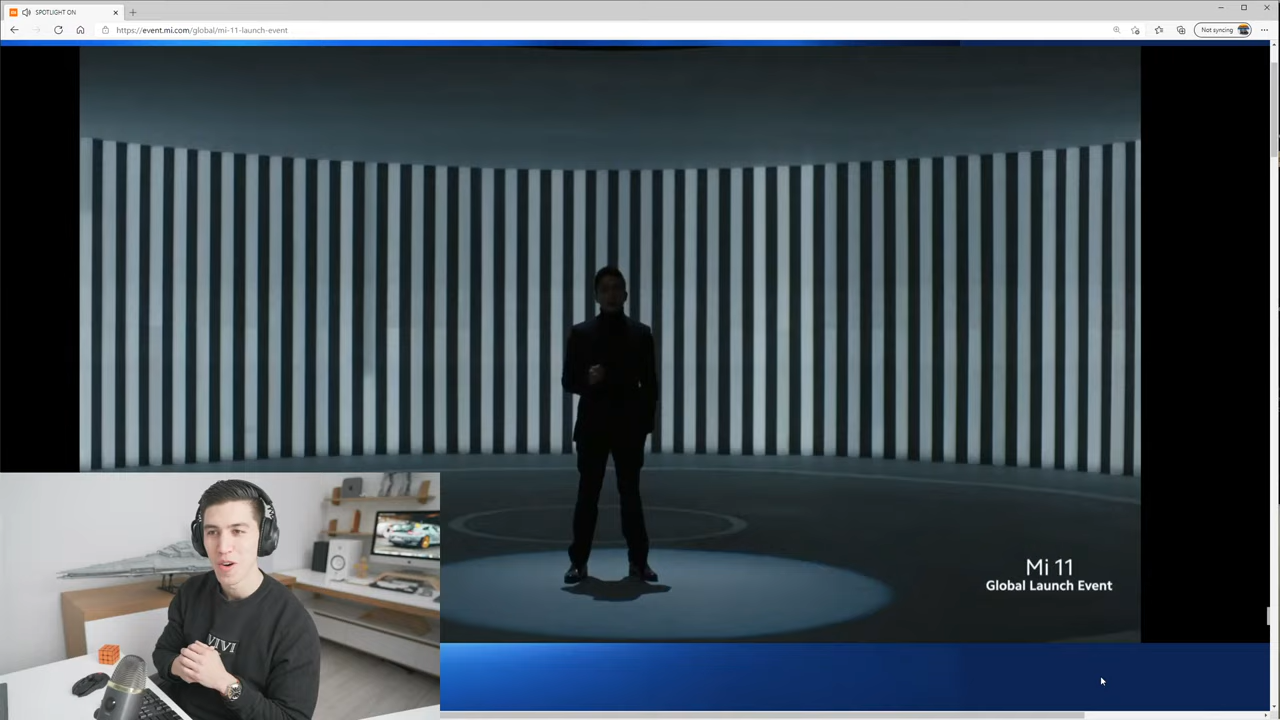 SPOTLIGHT ON
https://event.mi.com/global/mi-11-launch-event
Not syncing
Mi 11
Global Launch Event
VIVI